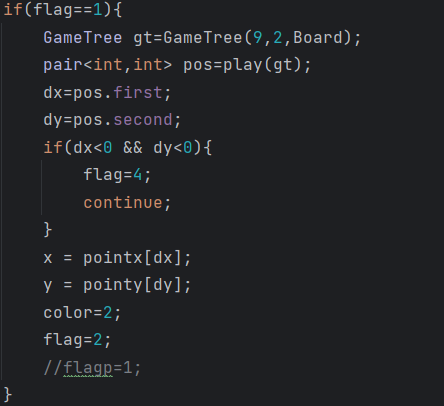 if(flag==1){
    GameTree gt=GameTree(9,2,Board);
    pair<int,int> pos=play(gt);
    dx=pos.first;
    dy=pos.second;
    if(dx<0 && dy<0){
        flag=4;
        continue;
    }
    x = pointx[dx];
    y = pointy[dy];
    color=2;
    flag=2;
    //flagp=1;
}